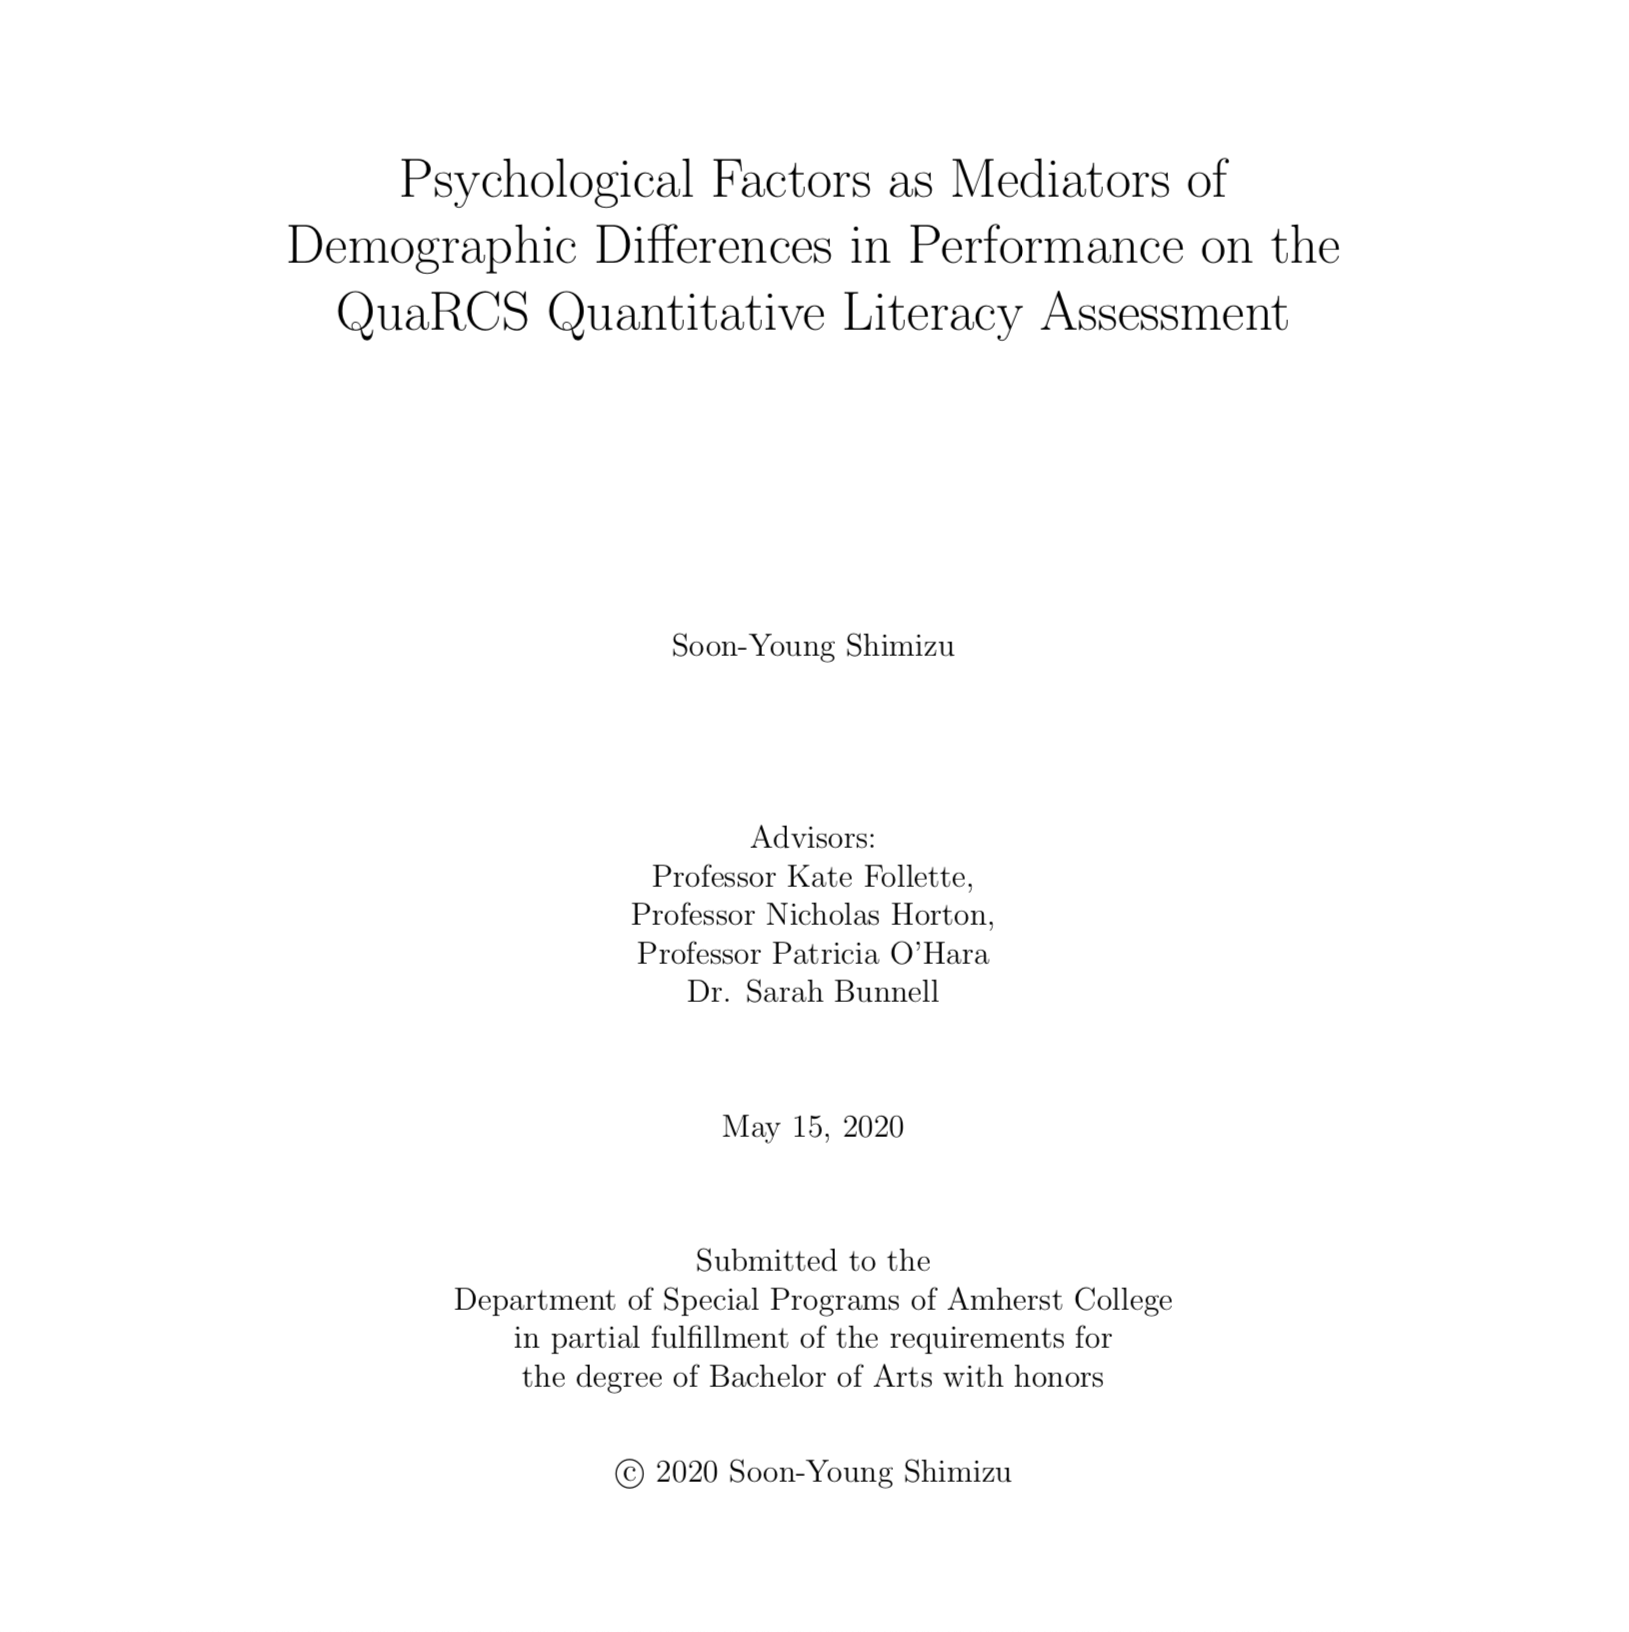 Psychological Factors as Mediators of
Demographic Differences in Performance on the
QuaRCS Quantitative Literacy Assessment
Soon-Young Shimizu
Advisors:
Professor Kate Follette,
Professor Nicholas Horton,
Professor Patricia O'Hara
Dr. Sarah Bunnell
May 15, 2020
Submitted to the
Department of Special Programs of Amherst College
in partial fulfillment of the requirements for
the degree of Bachelor of Arts with honors
© 2020 Soon-Young Shimizu